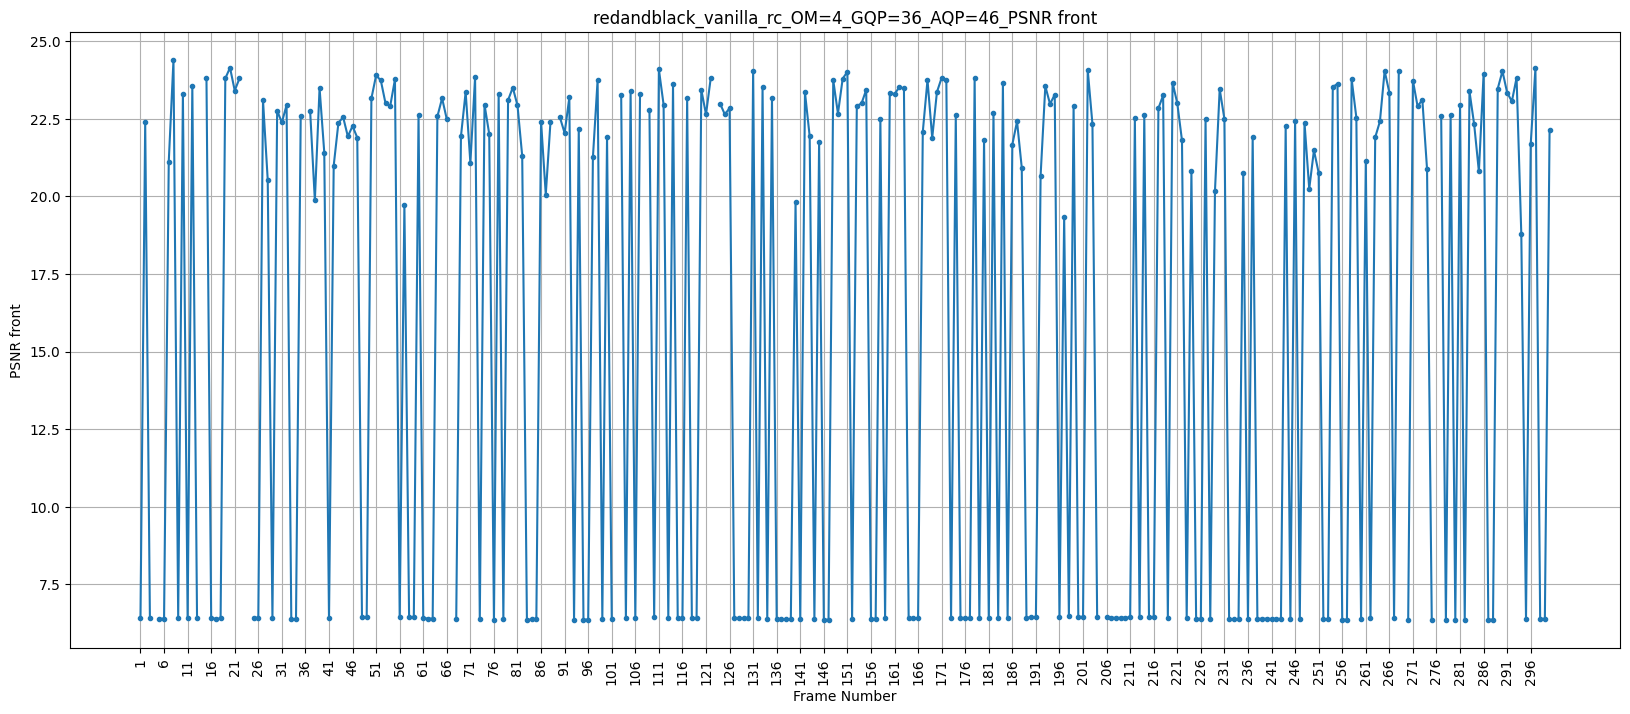 redandblack_vanilla_rc_OM=4_GQP=36_AQP=46_PSNR front
25.0
22.5
20.0
17.5
15.0
12.5
10.0
7.5
PSNR front
1 6 11 16 21 26 31 36 41 46 51 56 61 66 71 76 81 86 91 96 101 106 111 116 121 126 131 136 141 146 151 156 161 166 171 176 181 186 191 196 201 206 211 216 221 226 231 236 241 246 251 256 261 266 271 276 281 286 291 296
Frame Number